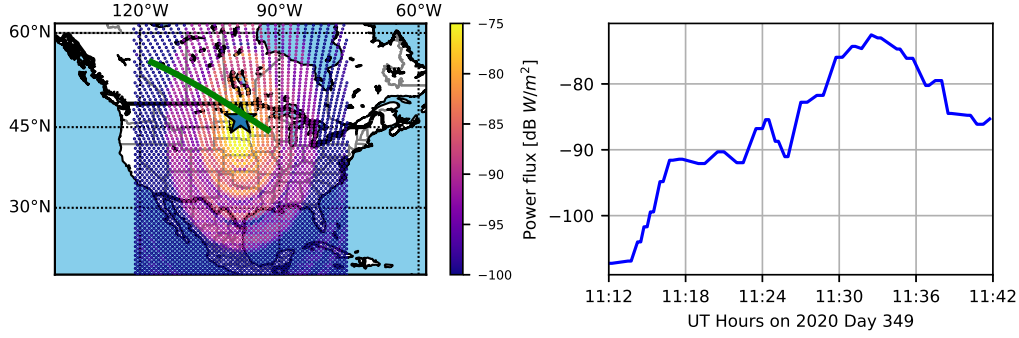 120°W 90°W 60°W
60°N
45°N
30°N
−75
−80
−85
−90
−95
−100
Power flux [dB W/m²]
−80
−90
−100
11:12 11:18 11:24 11:30 11:36 11:42
UT Hours on 2020 Day 349